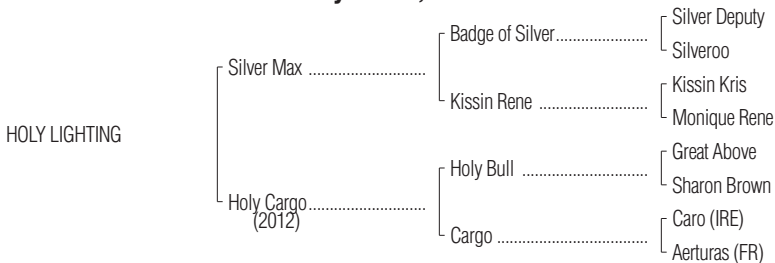 HOLY LIGHTING
Silver Max ............................
Holy Cargo............................
(2012)
Badge of Silver......................
Kissin Rene ..........................
Holy Bull ..............................
Cargo ....................................
Silver Deputy
Silveroo
Kissin Kris
Monique Rene
Great Above
Sharon Brown
Caro (IRE)
Aerturas (FR)